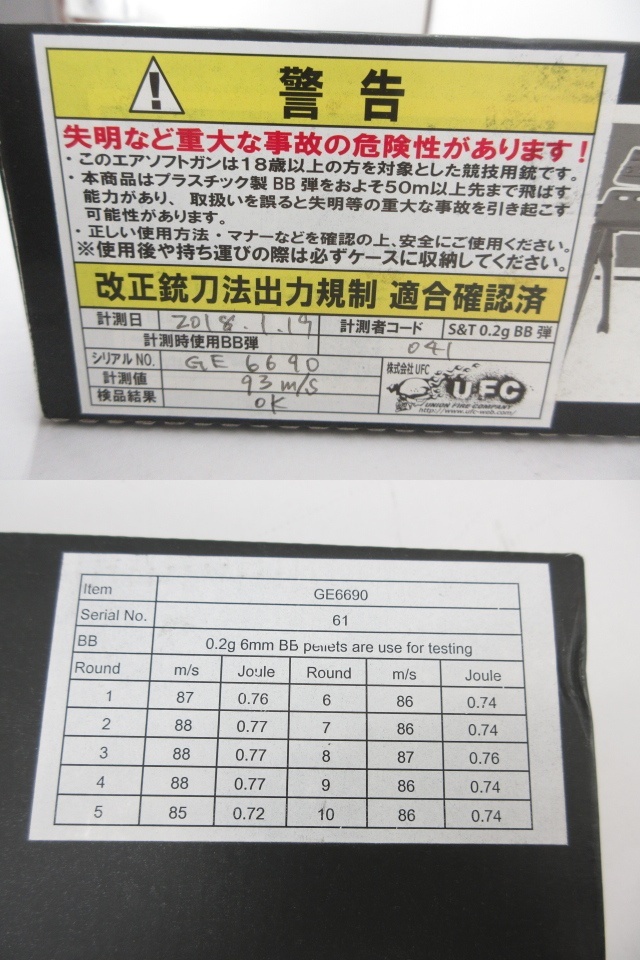 警告
失明など重大な事故の危険性があります!
・このエアソフトガンは18歳以上の方を対象とした競技用銃です。
・本商品はプラスチック製 BB 弾をおよそ50m以上先まで飛ばす
能力があり、取扱いを誤ると失明等の重大な事故を引き起こす
可能性があります。
・正しい使用方法・マナーなどを確認の上、安全にご使用ください。
※使用後や持ち運びの際は必ずケースに収納してください。
改正銃刀法出力規制 適合確認済
計測日 2018.1.19 計測者コード S&T 0.2g BB 弾
計測時使用BB弾 041
シリアルNO. GE 6690
計測値 93 m/s
検品結果 OK
株式会社 UFC
UFC
UNION FIRE COMPANY
http://www.ufc-web.com/
Item GE6690
Serial No. 61
BB 0.2g 6mm BB pellets are use for testing
Round m/s Joule Round m/s Joule
1 87 0.76 6 86 0.74
2 88 0.77 7 86 0.74
3 88 0.77 8 87 0.76
4 88 0.77 9 86 0.74
5 85 0.72 10 86 0.74